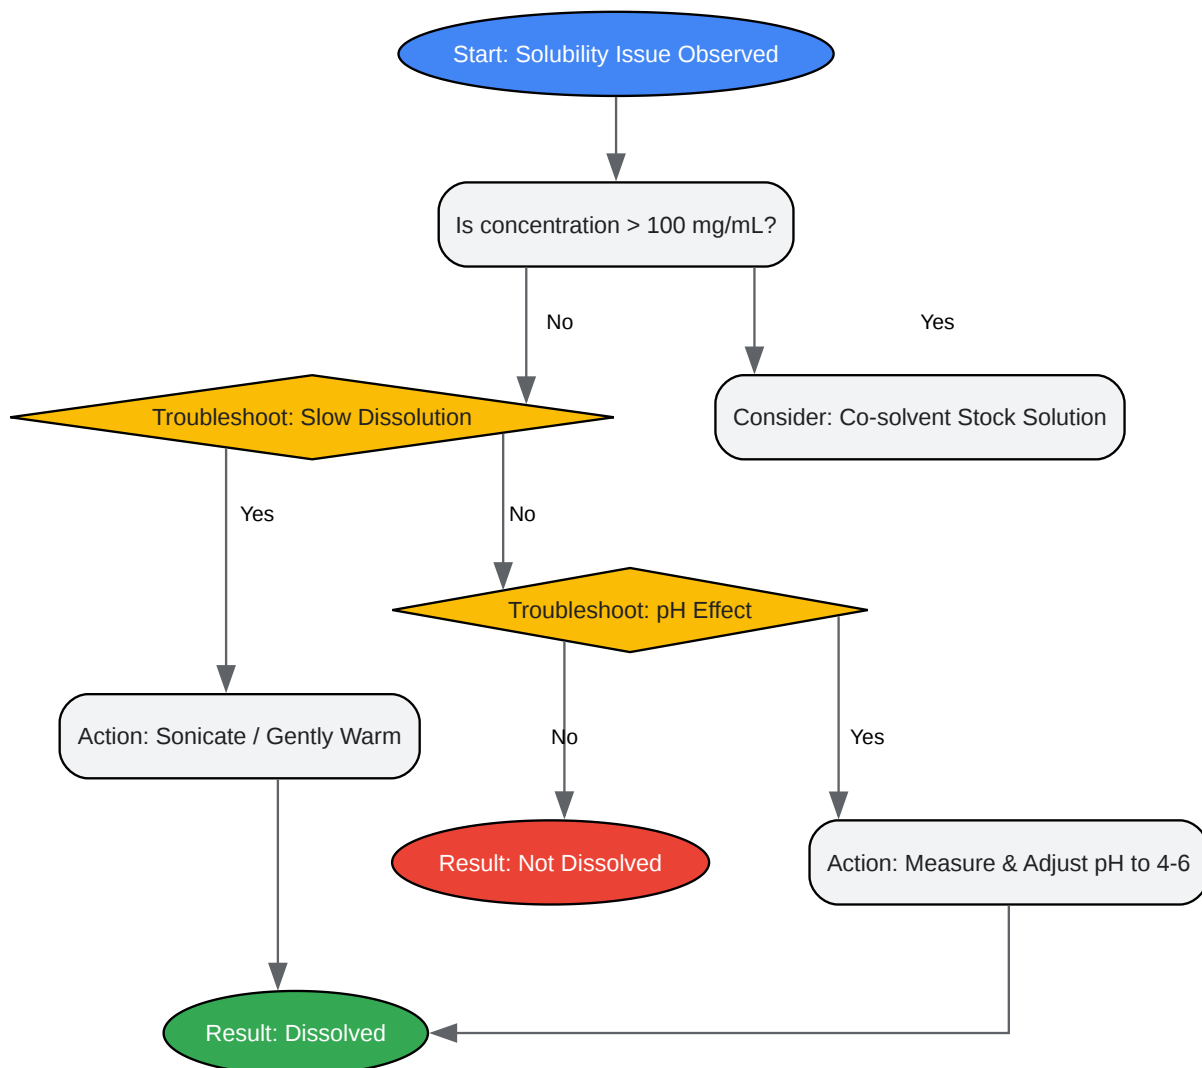 Start: Solubility Issue Observed
Is concentration > 100 mg/mL?
No
Yes
Troubleshoot: Slow Dissolution
Consider: Co-solvent Stock Solution
Yes
No
Troubleshoot: pH Effect
Action: Sonicate / Gently Warm
No
Yes
Result: Not Dissolved
Action: Measure & Adjust pH to 4-6
Result: Dissolved